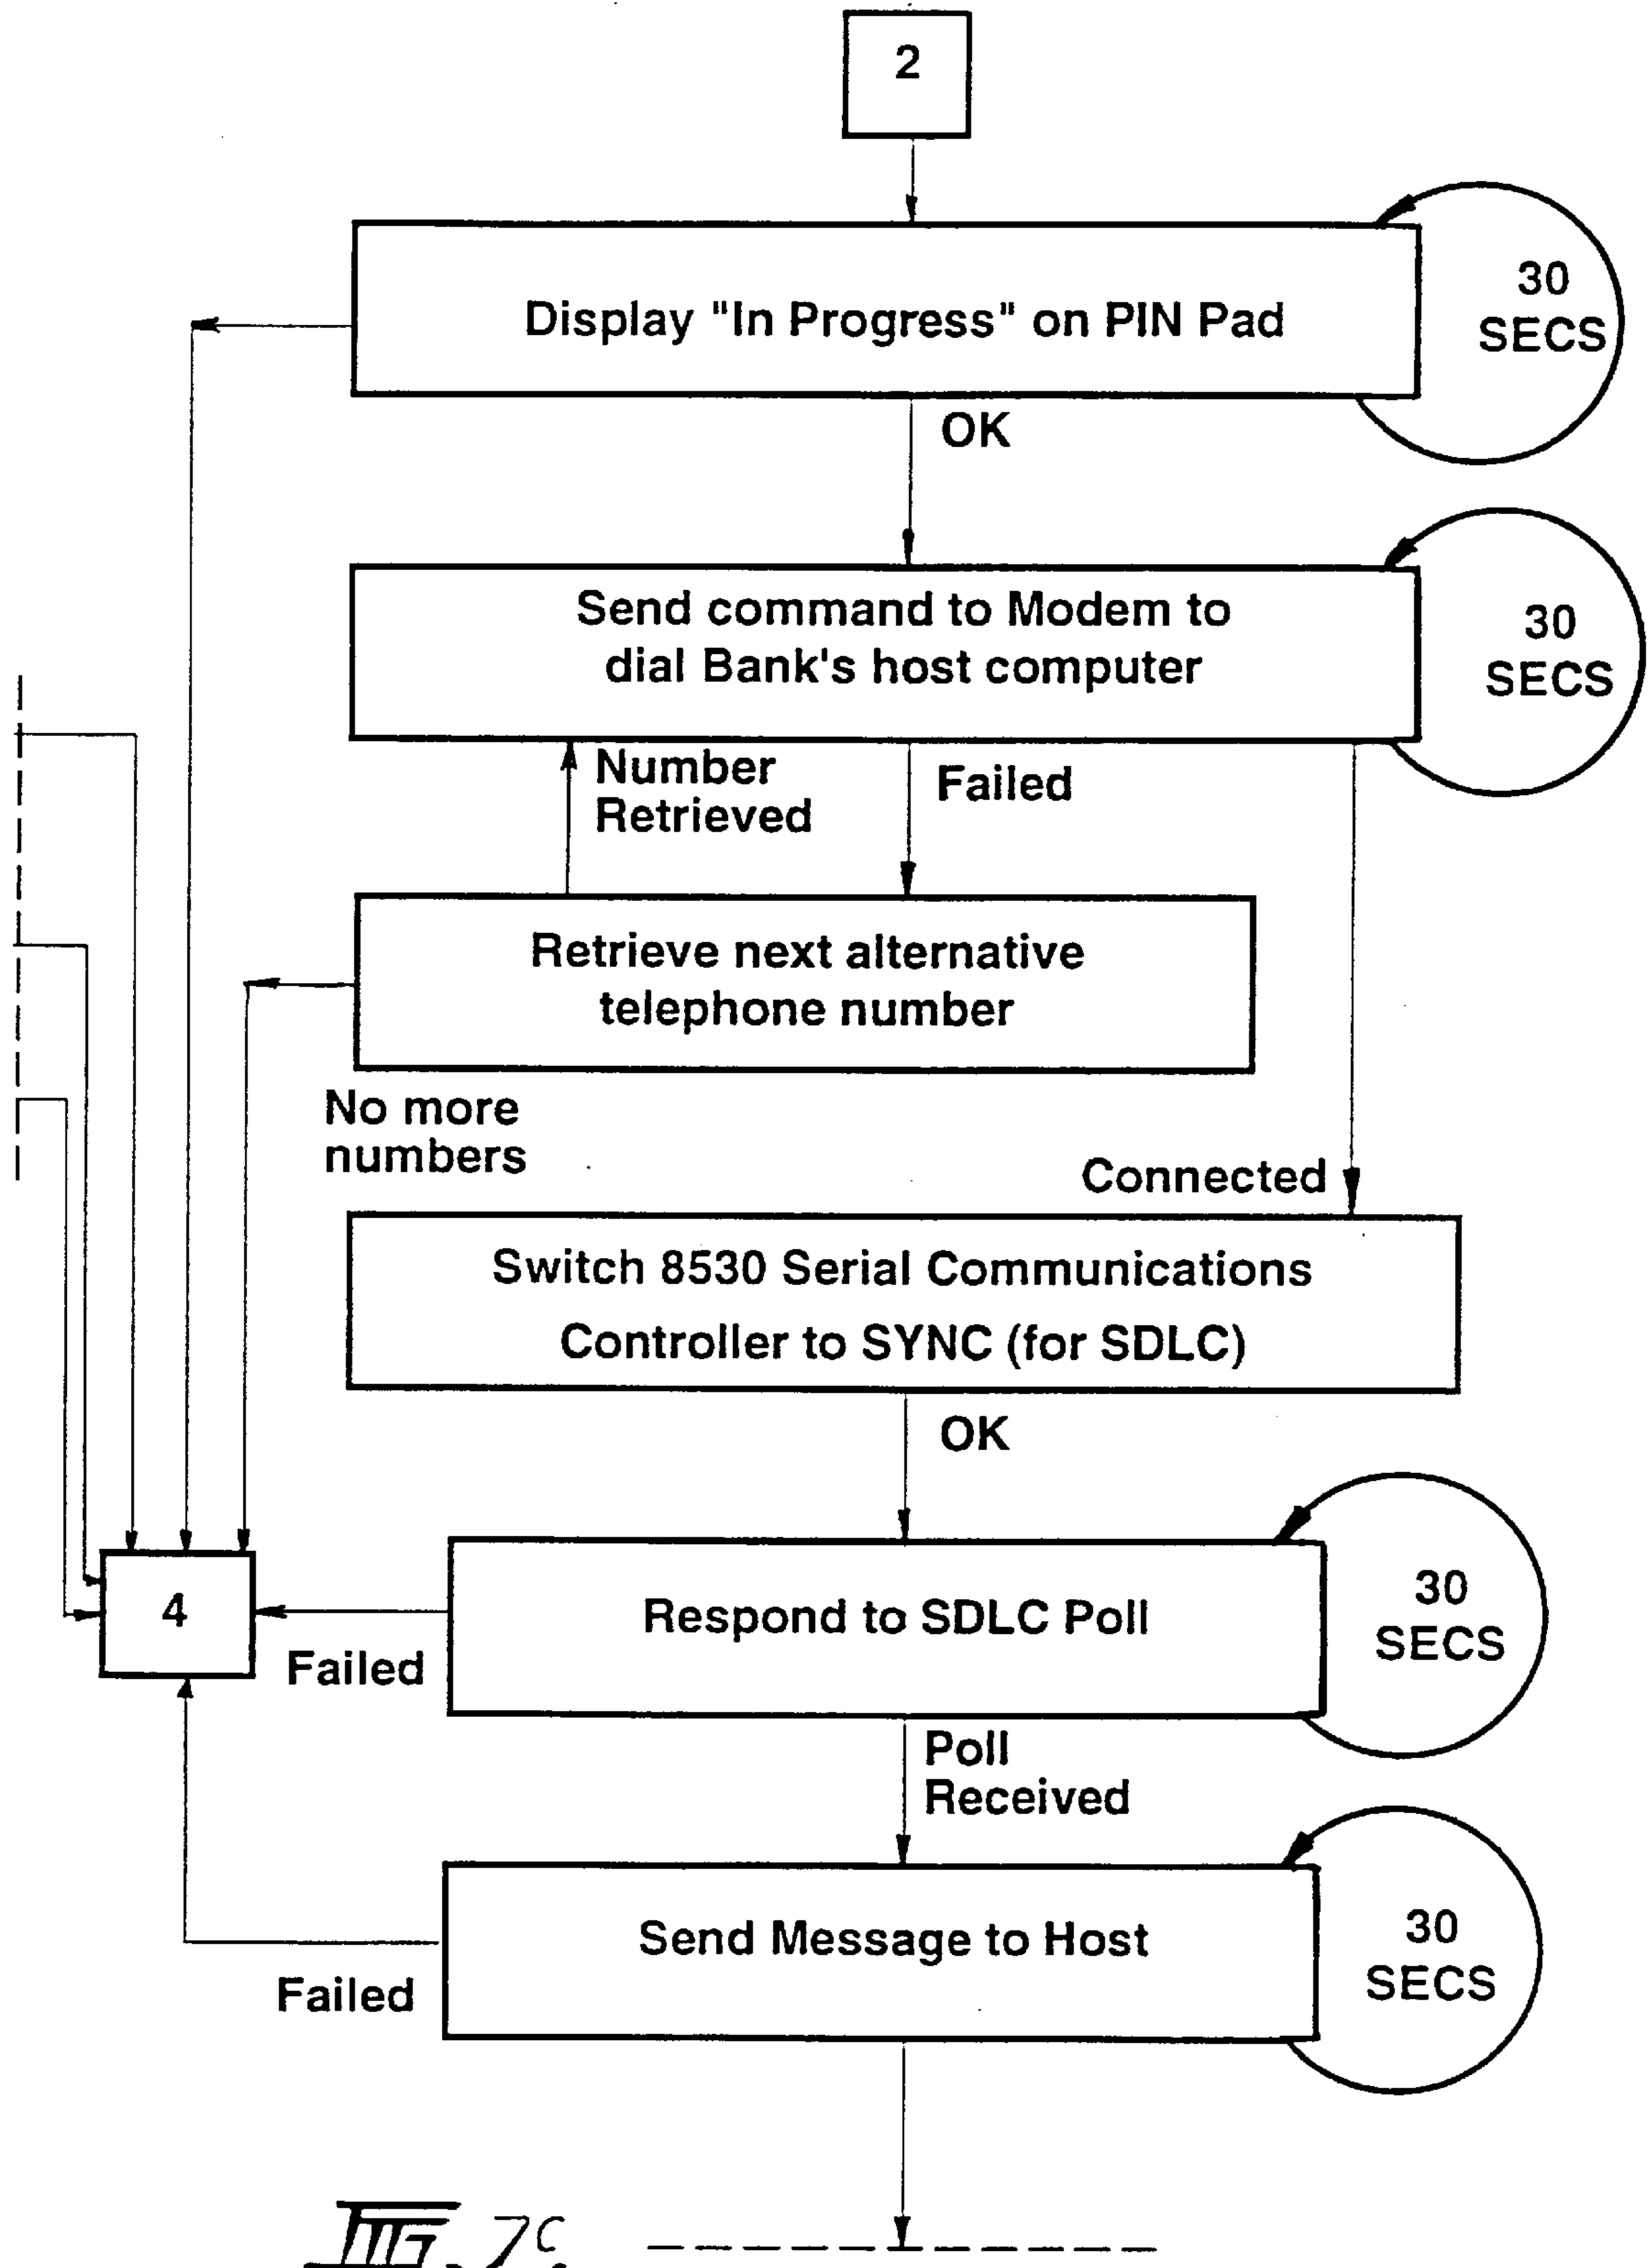 2
Display "In Progress" on PIN Pad
30
SECS
OK
Send command to Modem to
dial Bank's host computer
30
SECS
Number
Retrieved
Failed
Retrieve next alternative
telephone number
No more
numbers
Connected
Switch 8530 Serial Communications
Controller to SYNC (for SDLC)
OK
4
Failed
Respond to SDLC Poll
30
SECS
Poll
Received
Send Message to Host
30
SECS
Failed
FIG. 7C